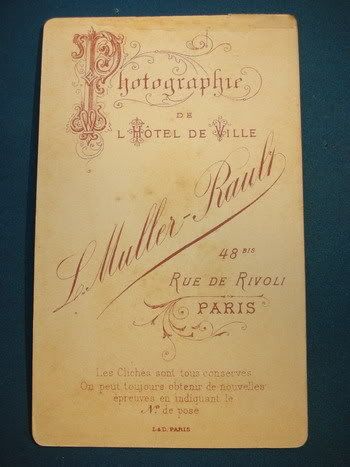 Photographie
DE
L'HÔTEL DE VILLE
L. Muller-Rault
48 BIS
RUE DE RIVOLI
PARIS
Les Clichés sont tous conservés
On peut toujours obtenir de nouvelles
épreuves en indiquant le
No. de pose
L&D. PARIS